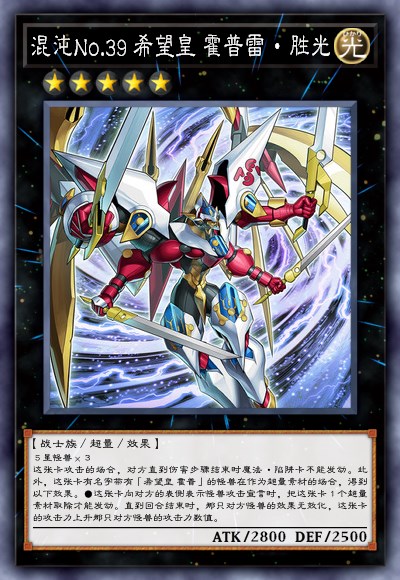 混沌No.39 希望皇 霍普雷·胜光
光
【战士族／超量／效果】
５星怪兽×３
这张卡攻击的场合，对方直到伤害步骤结束时魔法·陷阱卡不能发动。此
外，这张卡有名字带有「希望皇 霍普」的怪兽在作为超量素材的场合，得到
以下效果。●这张卡向对方的表侧表示怪兽攻击宣言时，把这张卡１个超量
素材取除才能发动。直到回合结束时，那只对方怪兽的效果无效化，这张卡
的攻击力上升那只对方怪兽的攻击力数值。
ATK/2800 DEF/2500